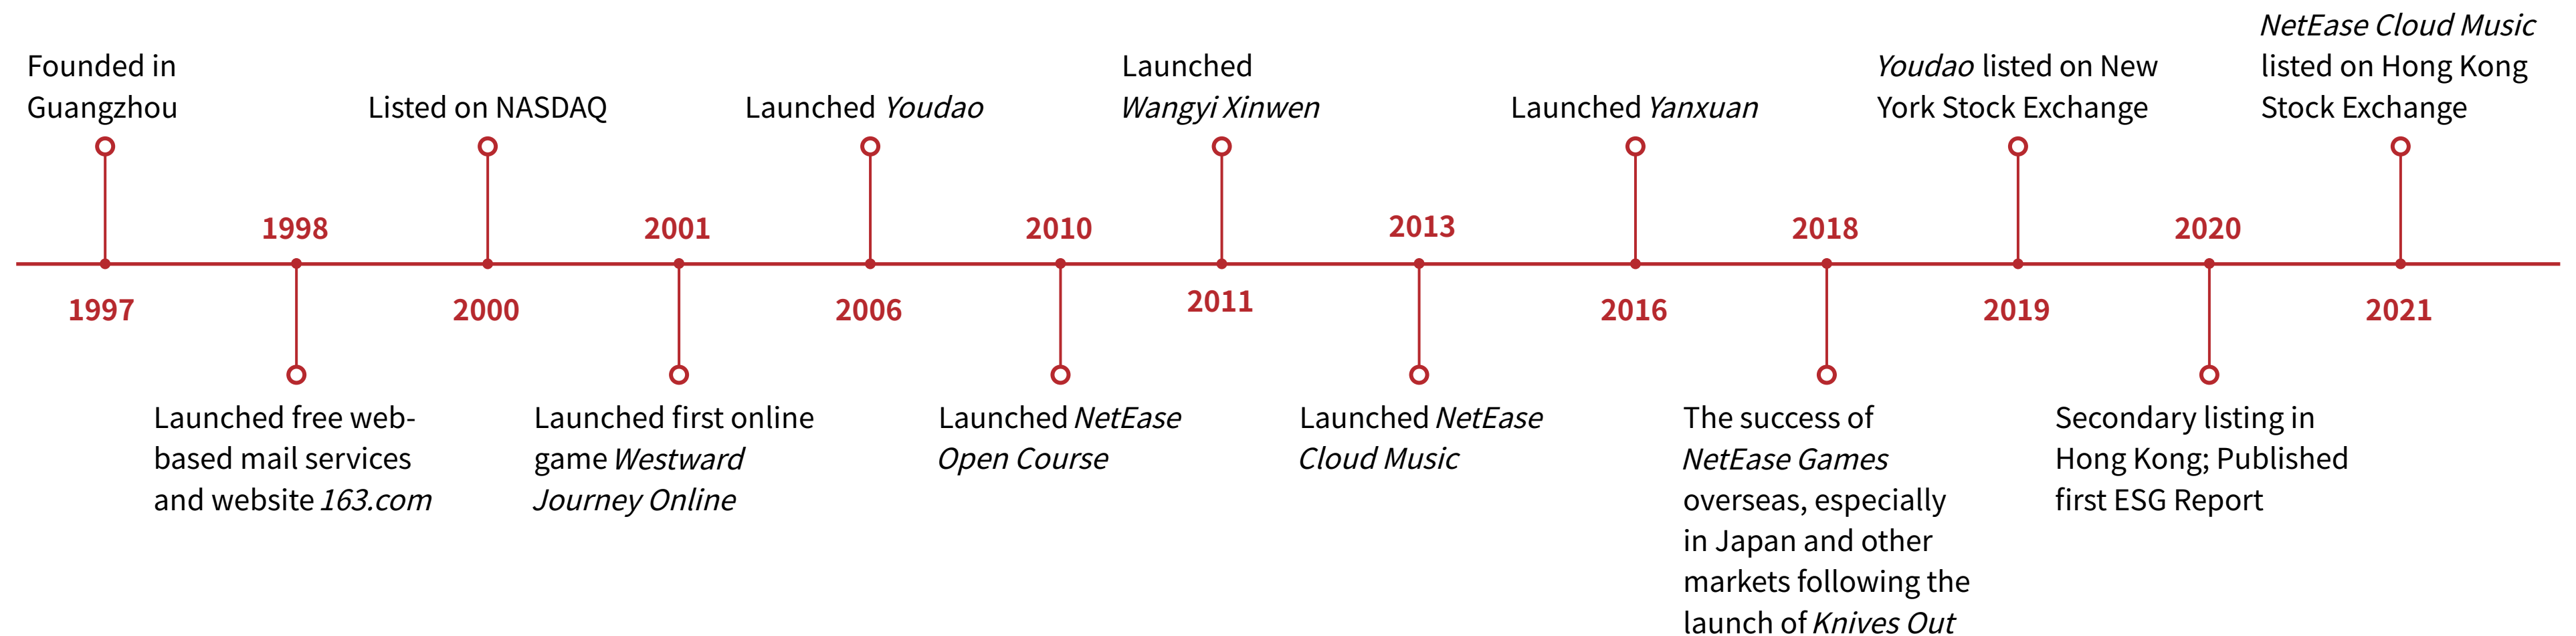 Founded in
Guangzhou
1997
1998
Launched free web-
based mail services
and website 163.com
Listed on NASDAQ
2000
2001
Launched first online
game Westward
Journey Online
Launched Youdao
2006
2010
Launched NetEase
Open Course
Launched
Wangyi Xinwen
2011
2013
Launched NetEase
Cloud Music
Launched Yanxuan
2016
2018
The success of
NetEase Games
overseas, especially
in Japan and other
markets following the
launch of Knives Out
Youdao listed on New
York Stock Exchange
2019
2020
Secondary listing in
Hong Kong; Published
first ESG Report
NetEase Cloud Music
listed on Hong Kong
Stock Exchange
2021